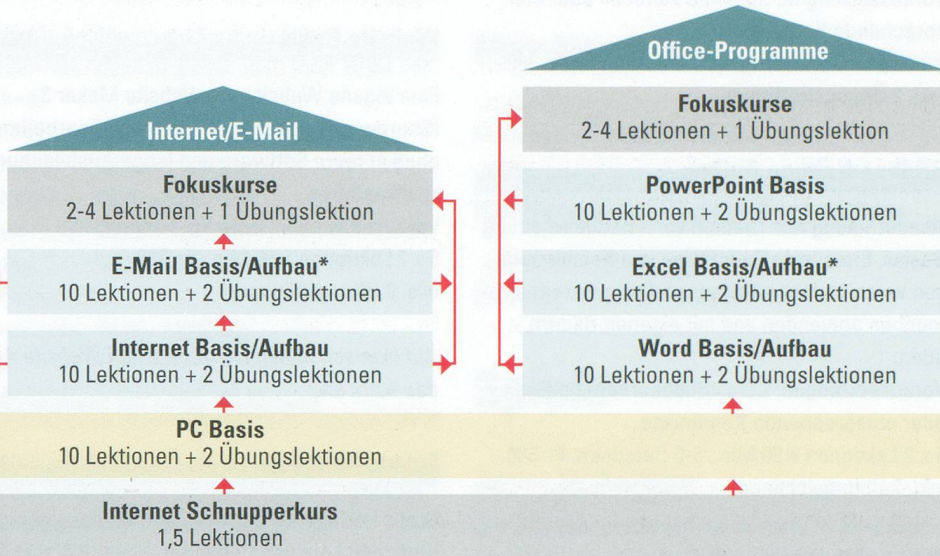 Internet/E-Mail
Fokuskurse
2-4 Lektionen + 1 Übungslektion
E-Mail Basis/Aufbau*
10 Lektionen + 2 Übungslektionen
Internet Basis/Aufbau
10 Lektionen + 2 Übungslektionen
PC Basis
10 Lektionen + 2 Übungslektionen
Internet Schnupperkurs
1,5 Lektionen
Office-Programme
Fokuskurse
2-4 Lektionen + 1 Übungslektion
PowerPoint Basis
10 Lektionen + 2 Übungslektionen
Excel Basis/Aufbau*
10 Lektionen + 2 Übungslektionen
Word Basis/Aufbau
10 Lektionen + 2 Übungslektionen